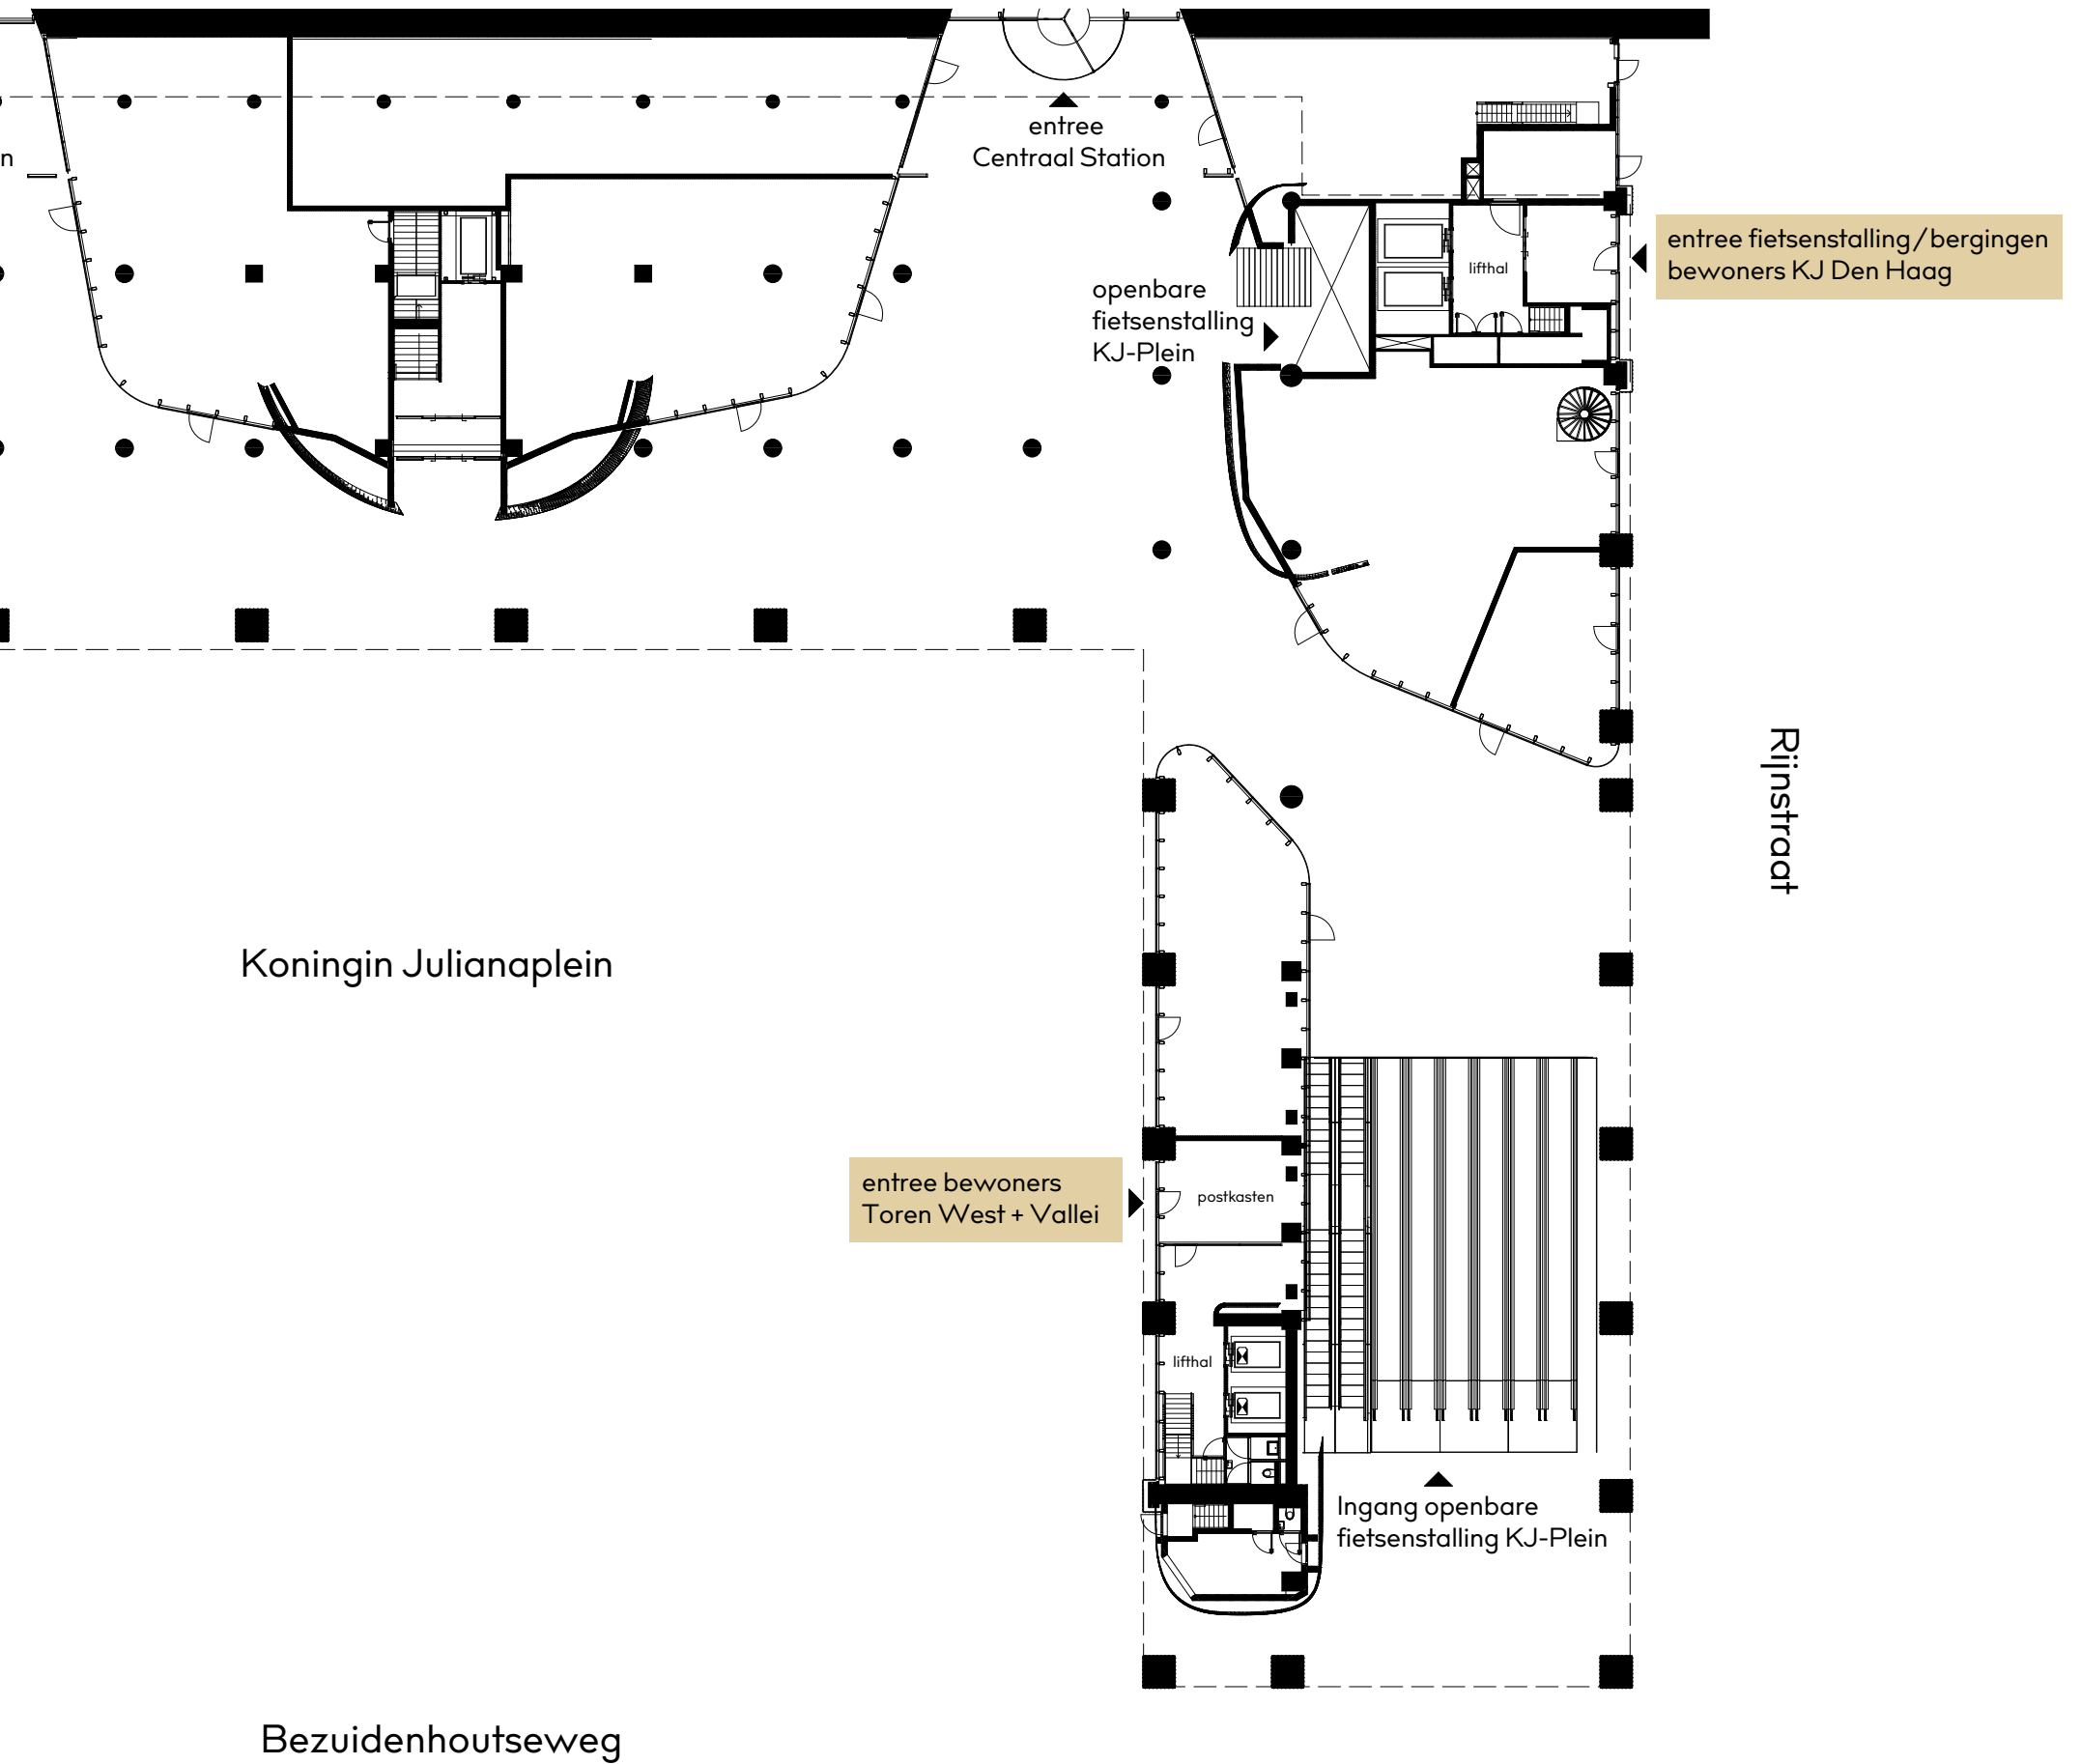 n
entree
Centraal Station
entree fietsenstalling/bergingen
bewoners KJ Den Haag
lifthal
openbare
fietsenstalling
KJ-Plein
Rijnstraat
Koningin Julianaplein
entree bewoners
Toren West + Vallei
postkasten
lifthal
Ingang openbare
fietsenstalling KJ-Plein
Bezuidenhoutseweg